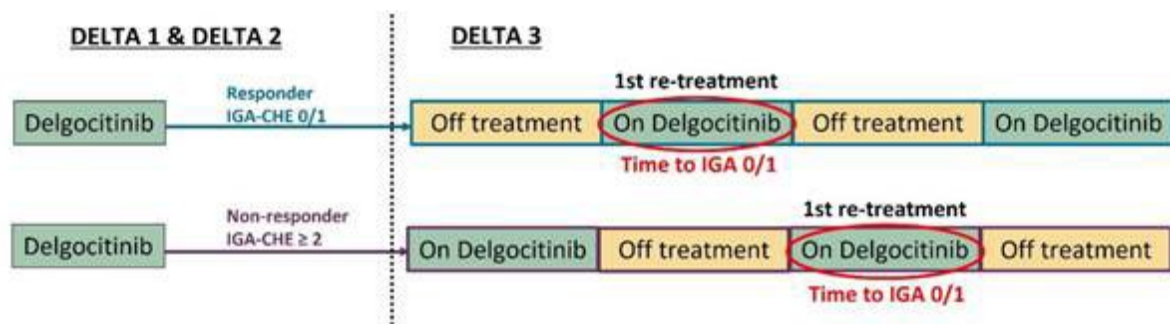 DELTA 1 & DELTA 2
DELTA 3
Responder
IGA-CHE 0/1
1st re-treatment
Delgocitinib
Off treatment
On Delgocitinib
Off treatment
On Delgocitinib
Time to IGA 0/1
Non-responder
IGA-CHE ≥ 2
1st re-treatment
Delgocitinib
On Delgocitinib
Off treatment
On Delgocitinib
Off treatment
Time to IGA 0/1